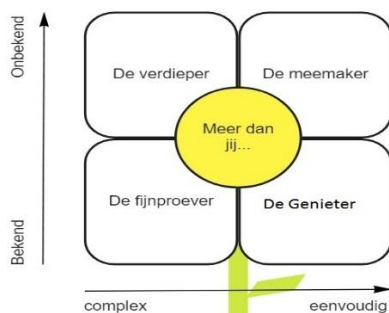 Onbekend
De verdieper
De meemaker
Meer dan
jij...
De fijnproever
De Genieter
Bekend
complex
eenvoudig